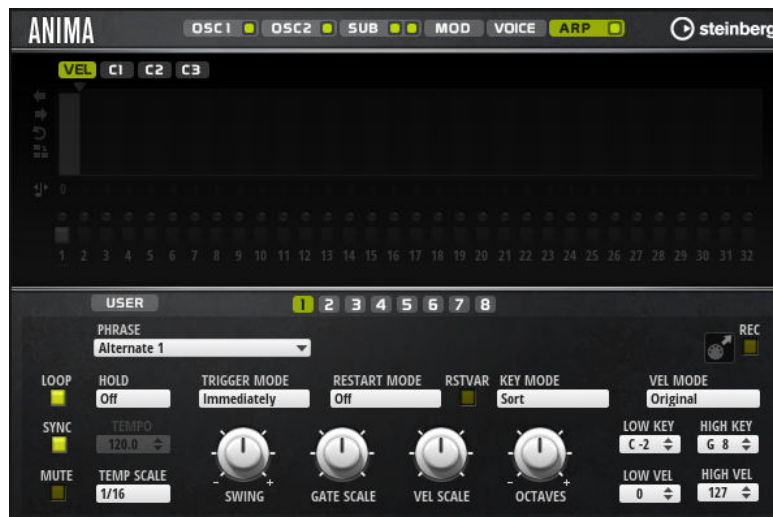 ANIMA OSC1 OSC2 SUB MOD VOICE ARP steinberg
VEL C1 C2 C3
0
1 2 3 4 5 6 7 8 9 10 11 12 13 14 15 16 17 18 19 20 21 22 23 24 25 26 27 28 29 30 31 32
USER 1 2 3 4 5 6 7 8
PHRASE REC
Alternate 1
LOOP HOLD TRIGGER MODE RESTART MODE RSTVAR KEY MODE VEL MODE
Off Immediately Off Sort Original
SYNC TEMPO LOW KEY HIGH KEY
120.0 C -2 G 8
MUTE TEMP SCALE LOW VEL HIGH VEL
1/16 - SWING + GATE SCALE VEL SCALE - OCTAVES + 0 127